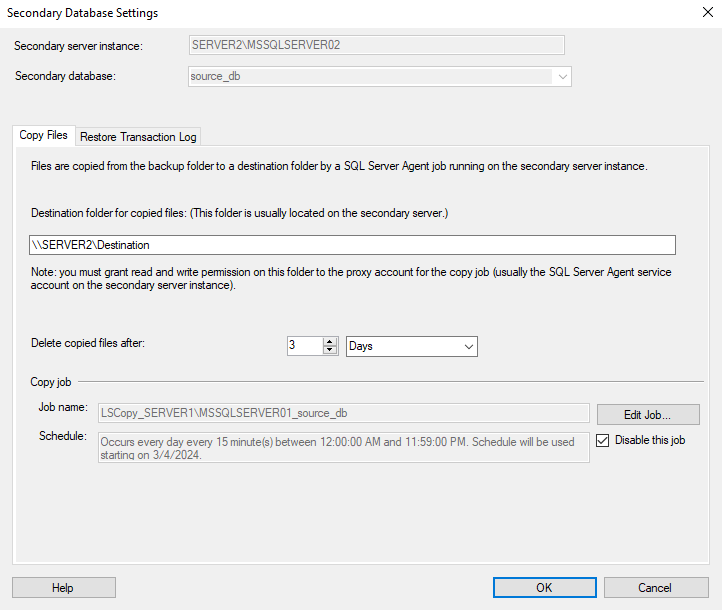 Secondary Database Settings
Secondary server instance:
SERVER2\MSSQLSERVER02
Secondary database:
source_db
Copy Files
Restore Transaction Log
Files are copied from the backup folder to a destination folder by a SQL Server Agent job running on the secondary server instance.
Destination folder for copied files: (This folder is usually located on the secondary server.)
\\SERVER2\Destination
Note: you must grant read and write permission on this folder to the proxy account for the copy job (usually the SQL Server Agent service
account on the secondary server instance).
Delete copied files after:
3
Days
Copy job
Job name:
LSCopy_SERVER1\MSSQLSERVER01_source_db
Edit Job...
Schedule:
Occurs every day every 15 minute(s) between 12:00:00 AM and 11:59:00 PM. Schedule will be used
starting on 3/4/2024.
Disable this job
Help
OK
Cancel